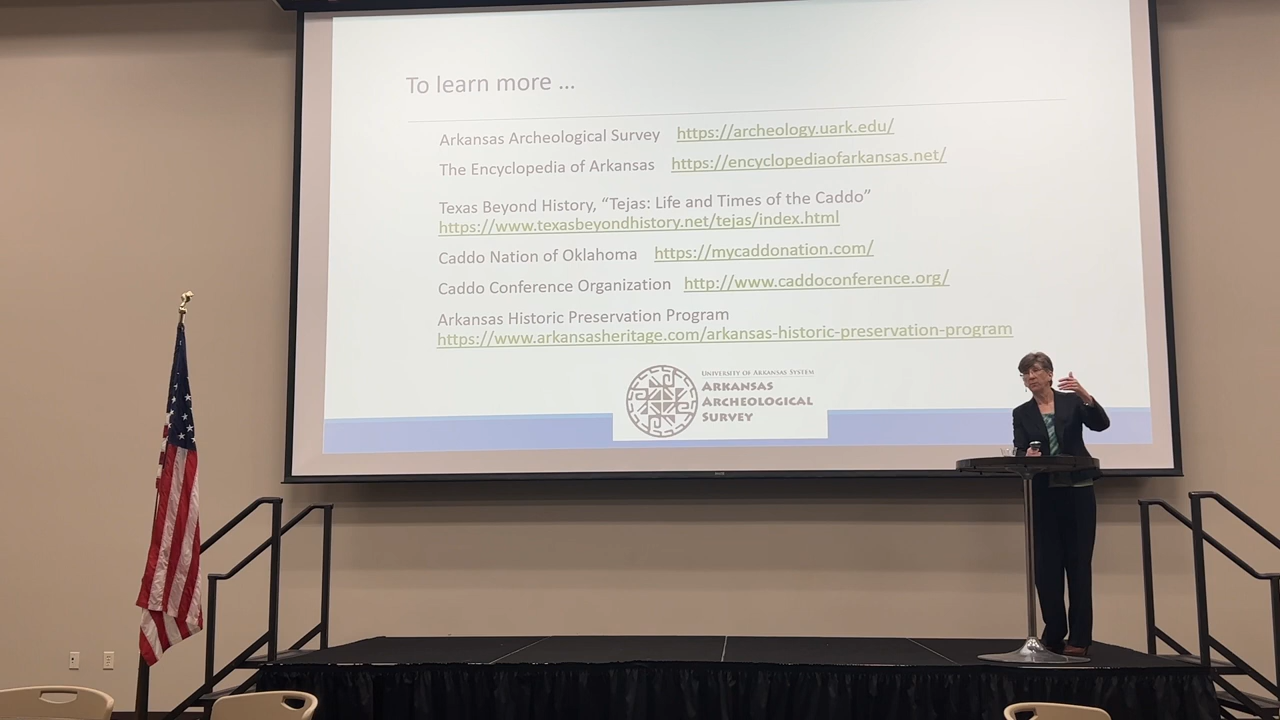 To learn more ...
Arkansas Archeological Survey https://archeology.uark.edu/
The Encyclopedia of Arkansas https://encyclopediaofarkansas.net/
Texas Beyond History, “Tejas: Life and Times of the Caddo”
https://www.texasbeyondhistory.net/tejas/index.html
Caddo Nation of Oklahoma https://mycaddonation.com/
Caddo Conference Organization http://www.caddoconference.org/
Arkansas Historic Preservation Program
https://www.arkansasheritage.com/arkansas-historic-preservation-program
University of Arkansas System
Arkansas
Archeological
Survey